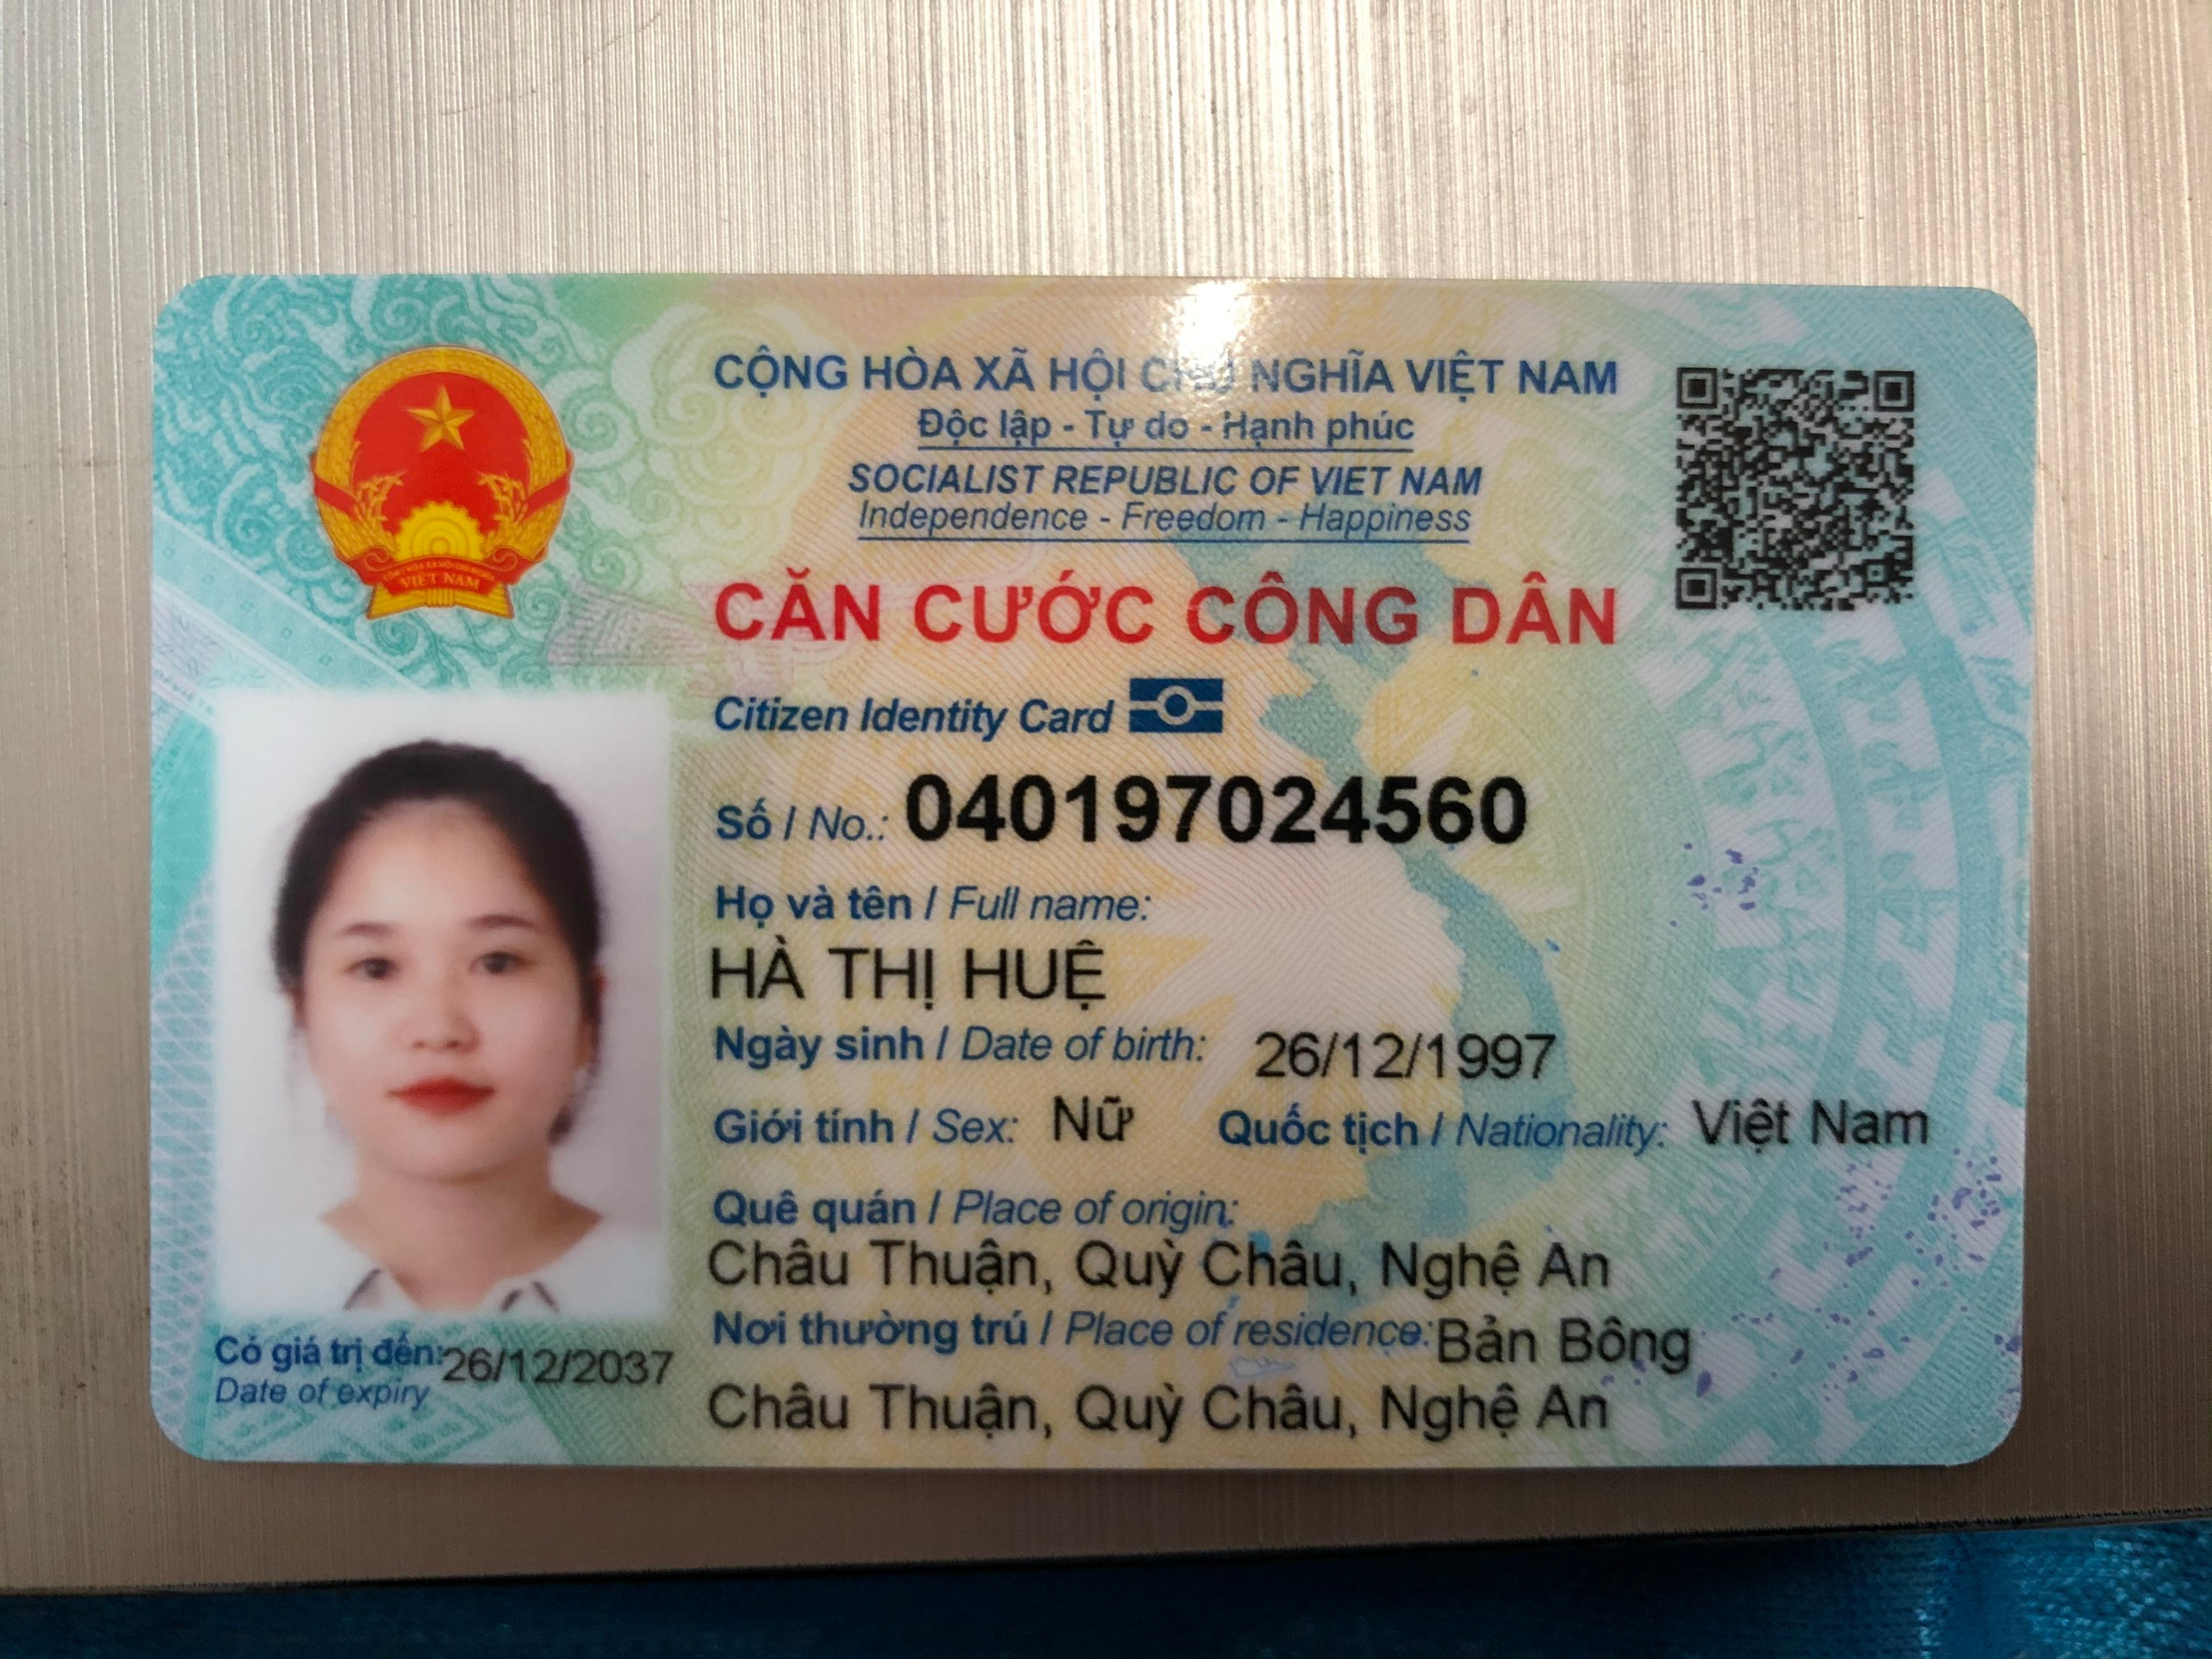 CỘNG HÒA XÃ HỘI CHỦ NGHĨA VIỆT NAM
Độc lập - Tự do - Hạnh phúc
SOCIALIST REPUBLIC OF VIET NAM
Independence - Freedom - Happiness
CĂN CƯỚC CÔNG DÂN
Citizen Identity Card
Số / No.: 040197024560
Họ và tên / Full name:
HÀ THỊ HUỆ
Ngày sinh / Date of birth: 26/12/1997
Giới tính / Sex: Nữ Quốc tịch / Nationality: Việt Nam
Quê quán / Place of origin:
Châu Thuận, Quỳ Châu, Nghệ An
Nơi thường trú / Place of residence: Bản Bông
Châu Thuận, Quỳ Châu, Nghệ An
Có giá trị đến: 26/12/2037
Date of expiry
VIỆT NAM